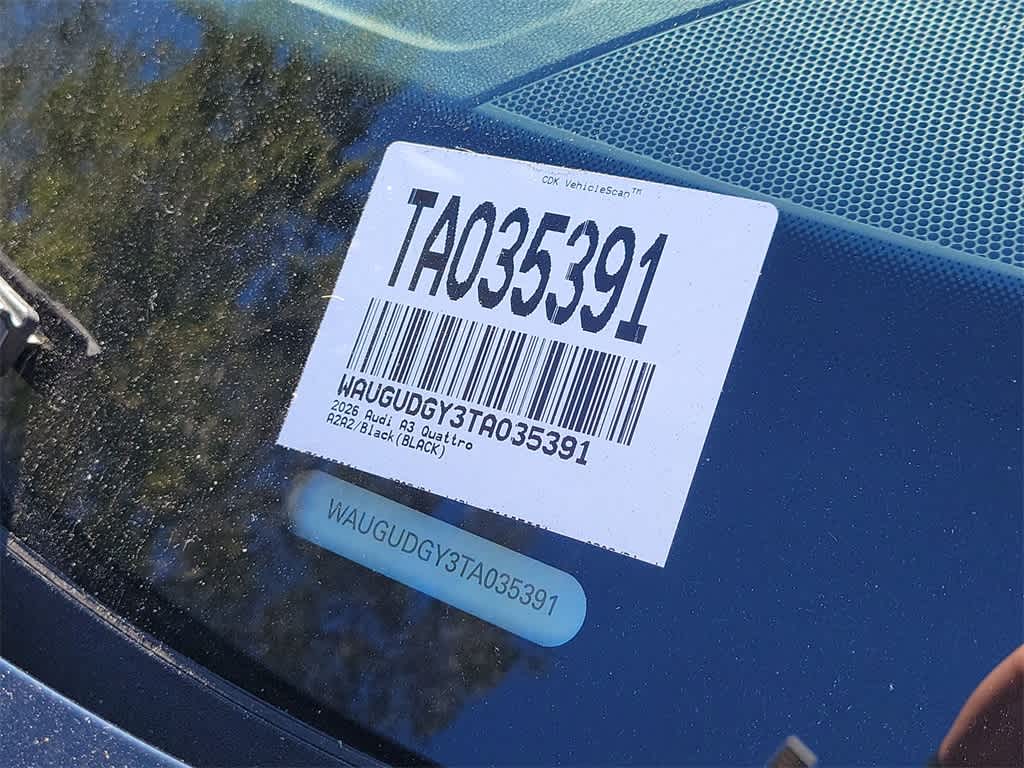 CDK VehicleScan™
TA035391
WAUGUDGY3TA035391
2026 Audi A3 Quattro
A2A2/Black(BLACK)
WAUGUDGY3TA035391